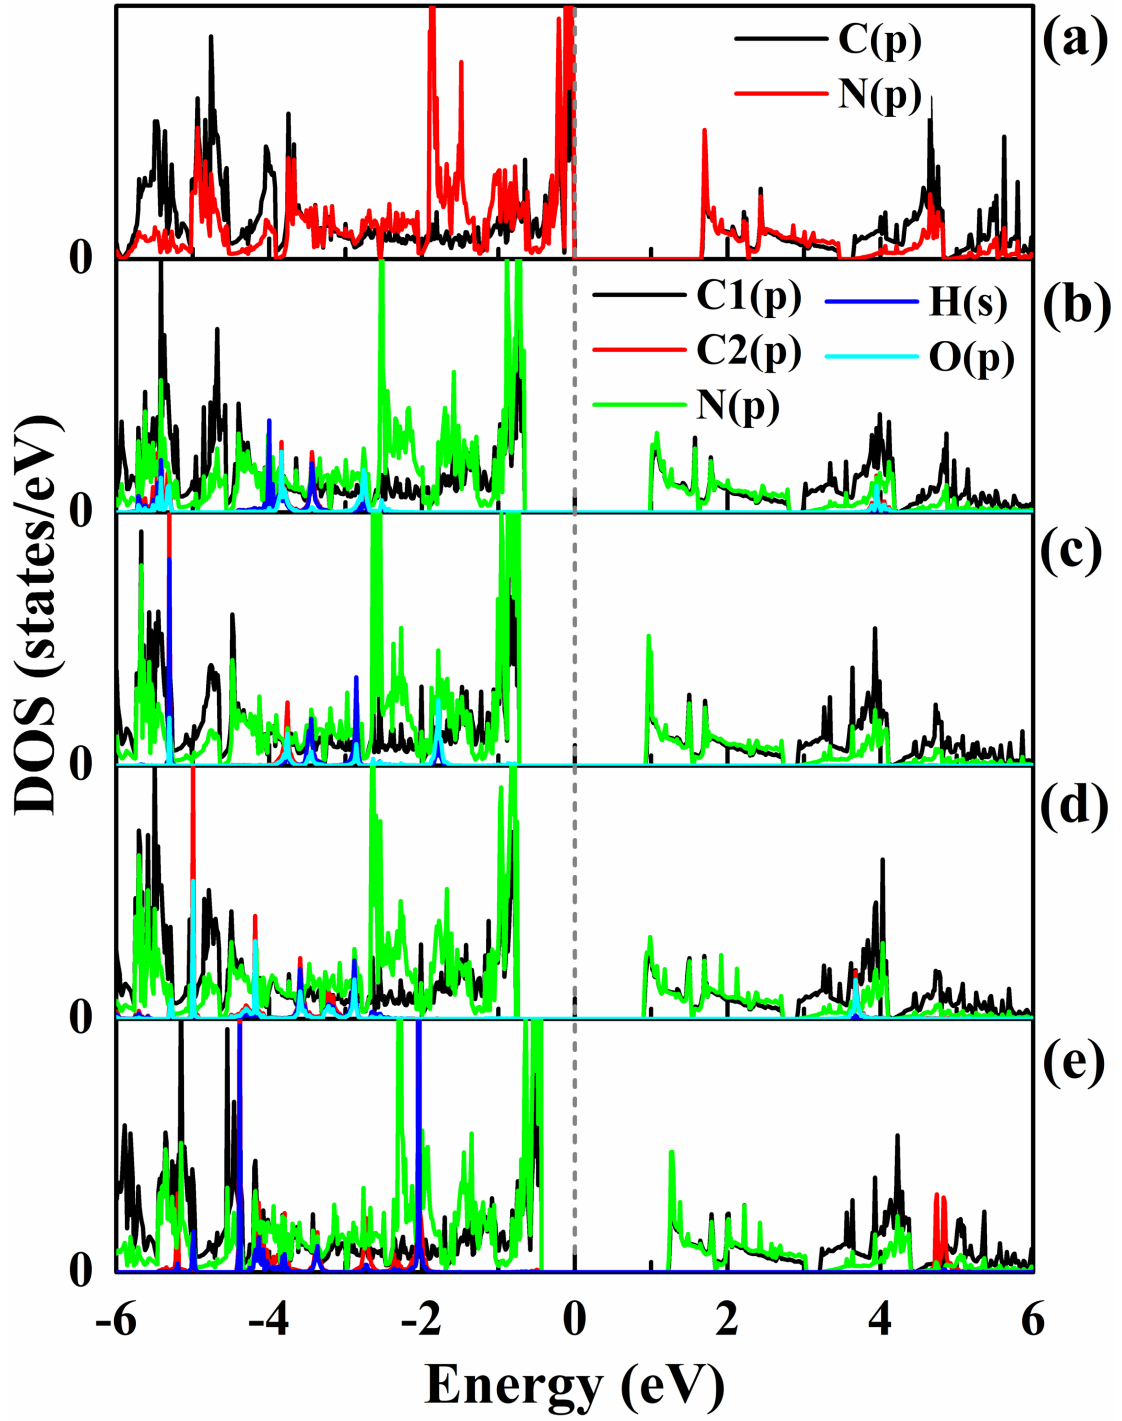 (a)
C(p)
N(p)
0
(b)
C1(p) H(s)
C2(p) O(p)
N(p)
0
(c)
0
(d)
0
(e)
0
DOS (states/eV)
-6 -4 -2 0 2 4 6
Energy (eV)